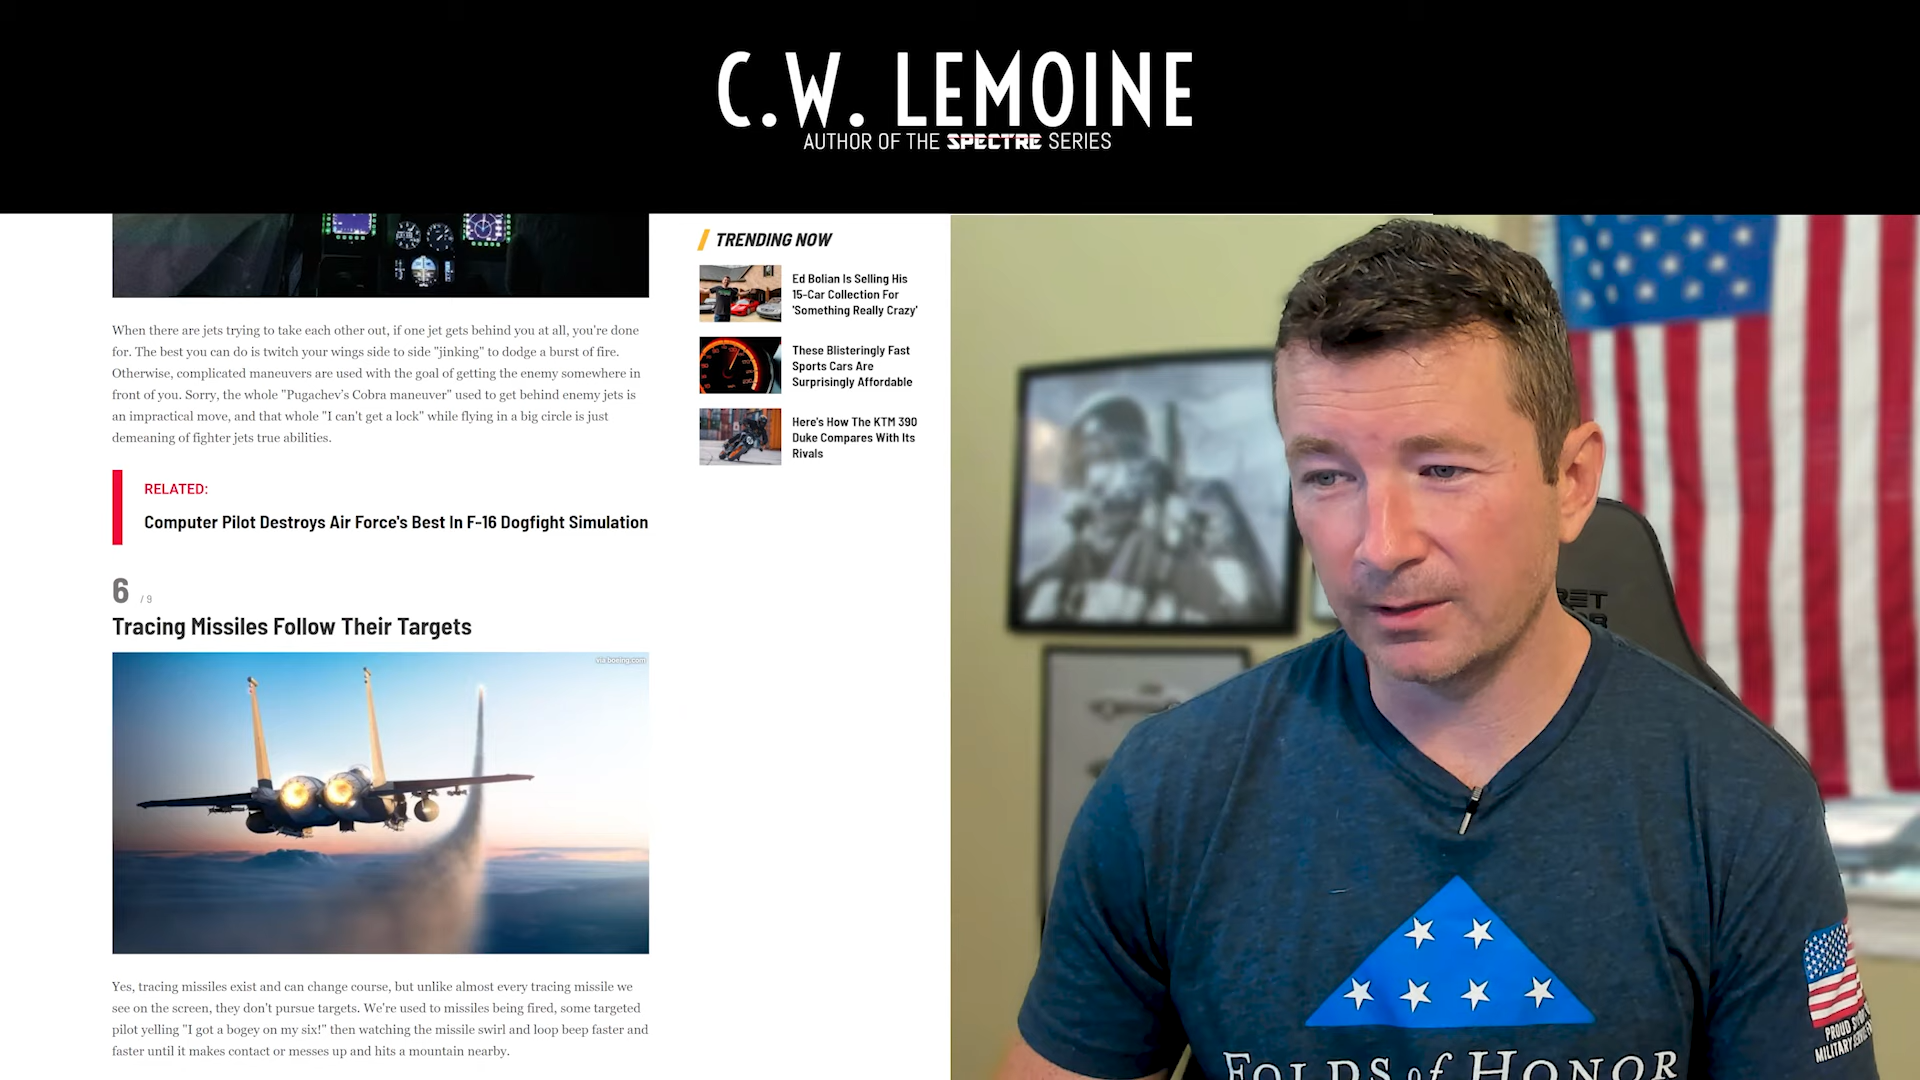 C.W. LEMOINE
AUTHOR OF THE SPECTRE SERIES
When there are jets trying to take each other out, if one jet gets behind you at all, you're done
for. The best you can do is twitch your wings side to side "jinking" to dodge a burst of fire.
Otherwise, complicated maneuvers are used with the goal of getting the enemy somewhere in
front of you. Sorry, the whole "Pugachev's Cobra maneuver" used to get behind enemy jets is
an impractical move, and that whole "I can't get a lock" while flying in a big circle is just
demeaning of fighter jets true abilities.
RELATED:
Computer Pilot Destroys Air Force's Best In F-16 Dogfight Simulation
6 / 9
Tracing Missiles Follow Their Targets
via boeing.com
Yes, tracing missiles exist and can change course, but unlike almost every tracing missile we
see on the screen, they don't pursue targets. We're used to missiles being fired, some targeted
pilot yelling "I got a bogey on my six!" then watching the missile swirl and loop beep faster and
faster until it makes contact or messes up and hits a mountain nearby.
TRENDING NOW
Ed Bolian Is Selling His
15-Car Collection For
'Something Really Crazy'
These Blisteringly Fast
Sports Cars Are
Surprisingly Affordable
Here's How The KTM 390
Duke Compares With Its
Rivals
FOLDS of HONOR
PROUD
MILITARY